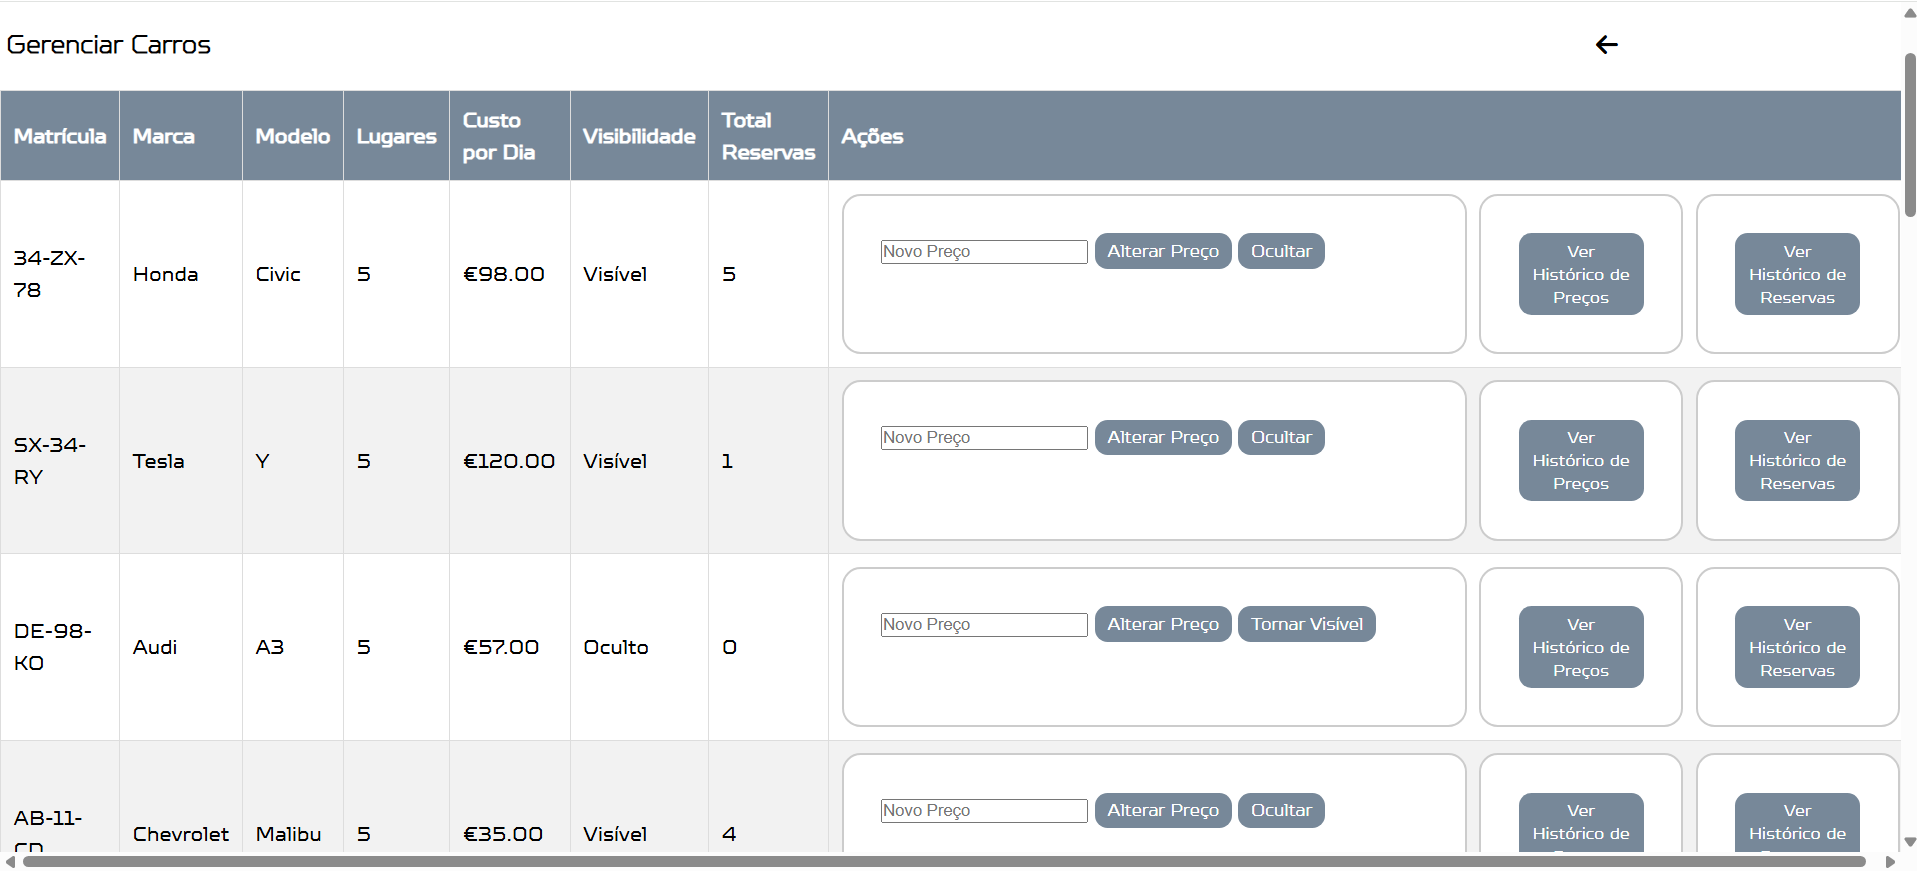 Gerenciar Carros
Matrícula Marca Modelo Lugares Custo por Dia Visibilidade Total Reservas Ações
34-ZX-78 Honda Civic 5 €98.00 Visível 5 Novo Preço Alterar Preço Ocultar Ver Histórico de Preços Ver Histórico de Reservas
SX-34-RY Tesla Y 5 €120.00 Visível 1 Novo Preço Alterar Preço Ocultar Ver Histórico de Preços Ver Histórico de Reservas
DE-98-KO Audi A3 5 €57.00 Oculto 0 Novo Preço Alterar Preço Tornar Visível Ver Histórico de Preços Ver Histórico de Reservas
AB-11-CD Chevrolet Malibu 5 €35.00 Visível 4 Novo Preço Alterar Preço Ocultar Ver Histórico de Ver Histórico de